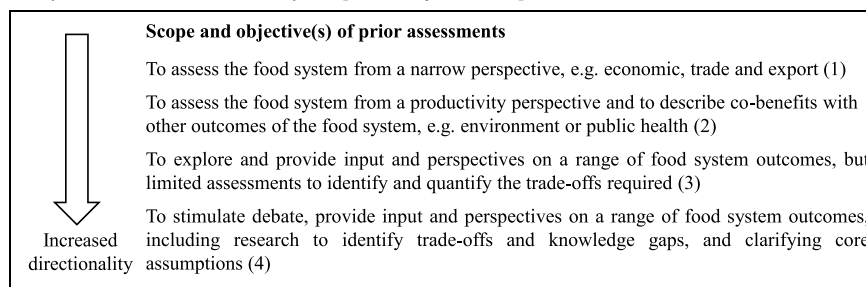 Scope and objective(s) of prior assessments
To assess the food system from a narrow perspective, e.g. economic, trade and export (1)
To assess the food system from a productivity perspective and to describe co-benefits with
other outcomes of the food system, e.g. environment or public health (2)
To explore and provide input and perspectives on a range of food system outcomes, but
limited assessments to identify and quantify the trade-offs required (3)
To stimulate debate, provide input and perspectives on a range of food system outcomes,
including research to identify trade-offs and knowledge gaps, and clarifying core
assumptions (4)
Increased
directionality